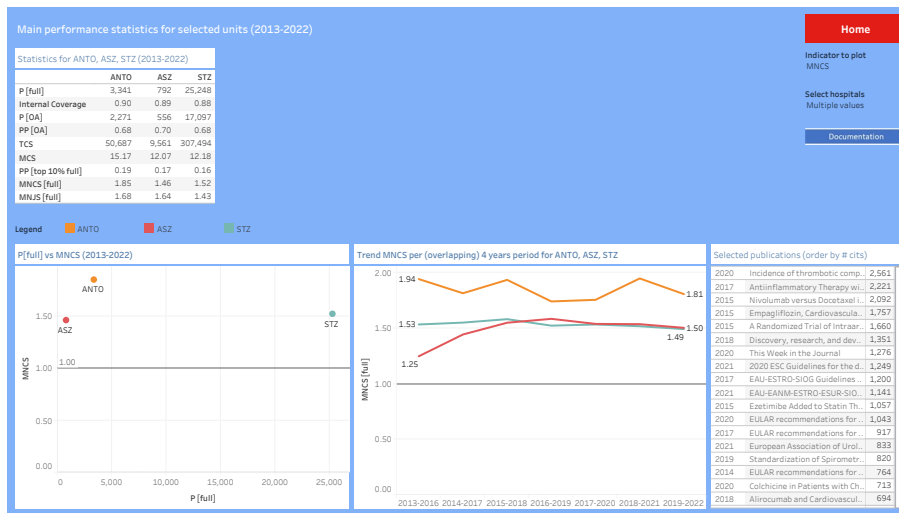 Main performance statistics for selected units (2013-2022)
Home
Indicator to plot
MNCS
Select hospitals
Multiple values
Documentation
Statistics for ANTO, ASZ, STZ (2013-2022)
ANTO ASZ STZ
P [full] 3,341 792 25,248
Internal Coverage 0.90 0.89 0.88
P [OA] 2,271 556 17,097
PP [OA] 0.68 0.70 0.68
TCS 50,687 9,561 307,494
MCS 15.17 12.07 12.18
PP [top 10% full] 0.19 0.17 0.16
MNCS [full] 1.85 1.46 1.52
MNJS [full] 1.68 1.64 1.43
Legend ANTO ASZ STZ
P[full] vs MNCS (2013-2022)
ANTO
1.50
ASZ
STZ
1.00
1.00
0.50
0.00
MNCS
0 5,000 10,000 15,000 20,000 25,000
P [full]
Trend MNCS per (overlapping) 4 years period for ANTO, ASZ, STZ
2.00
1.94
1.81
1.50
1.53
1.50
1.49
1.25
1.00
0.50
0.00
MNCS [full]
2013-2016 2014-2017 2015-2018 2016-2019 2017-2020 2018-2021 2019-2022
Selected publications (order by # cits)
2020 Incidence of thrombotic comp.. 2,561
2017 Antiinflammatory Therapy wi.. 2,221
2015 Nivolumab versus Docetaxel i.. 2,092
2015 Empagliflozin, Cardiovascula.. 1,757
2015 A Randomized Trial of Intraar.. 1,660
2018 Discovery, research, and dev.. 1,351
2020 This Week in the Journal 1,276
2021 2020 ESC Guidelines for the d.. 1,249
2017 EAU-ESTRO-SIOG Guidelines .. 1,200
2021 EAU-EANM-ESTRO-ESUR-SIO.. 1,141
2015 Ezetimibe Added to Statin Th.. 1,057
2020 EULAR recommendations for .. 1,043
2017 EULAR recommendations for .. 917
2021 European Association of Urol.. 833
2019 Standardization of Spirometr.. 820
2014 EULAR recommendations for .. 764
2020 Colchicine in Patients with Ch.. 713
2018 Alirocumab and Cardiovascul.. 694